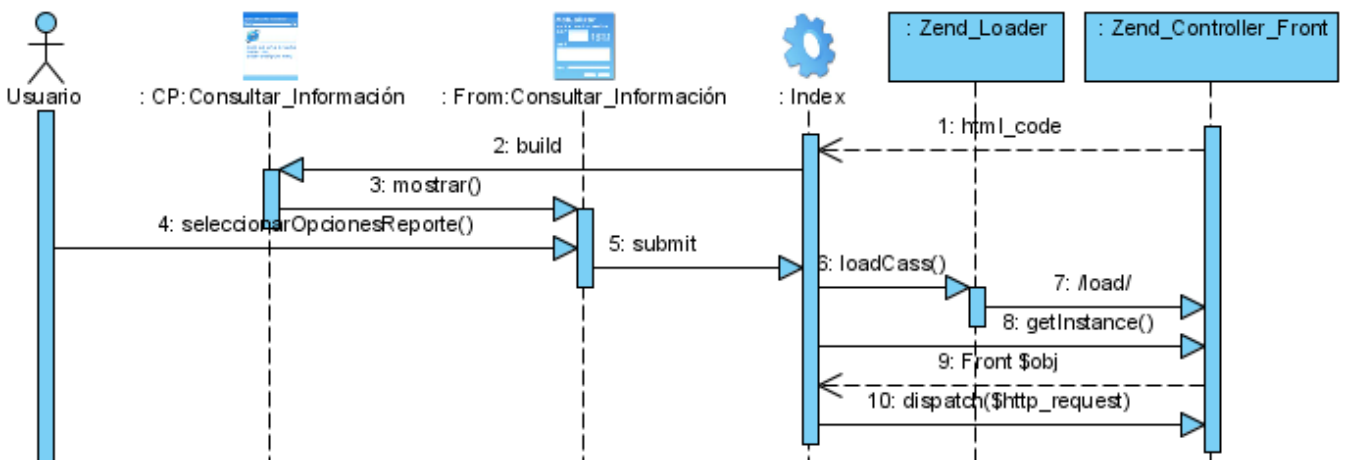 : Zend_Loader
: Zend_Controller_Front
Usuario
: CP:Consultar_Información
: From:Consultar_Información
: Index
1: html_code
2: build
3: mostrar()
4: seleccionarOpcionesReporte()
5: submit
6: loadCass()
7: /load/
8: getInstance()
9: Front $obj
10: dispatch($http_request)